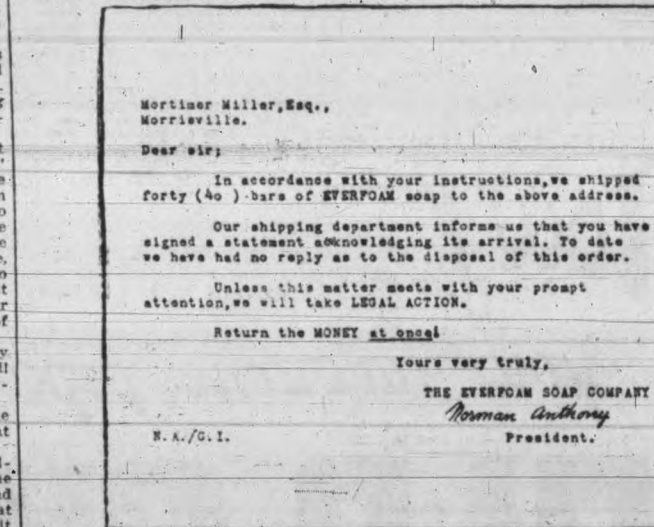 Mortimer Miller,Esq.,
Morrisville.
Dear sir;
In accordance with your instructions,we shipped
forty (4o ) bars of EVERFOAM soap to the above address.
Our shipping department informs us that you have
signed a statement acknowledging its arrival. To date
we have had no reply as to the disposal of this order.
Unless this matter meets with your prompt
attention,we will take LEGAL ACTION.
Return the MONEY at once!
Yours very truly,
THE EVERFOAM SOAP COMPANY
Norman Anthony
N. A./G. I. President.